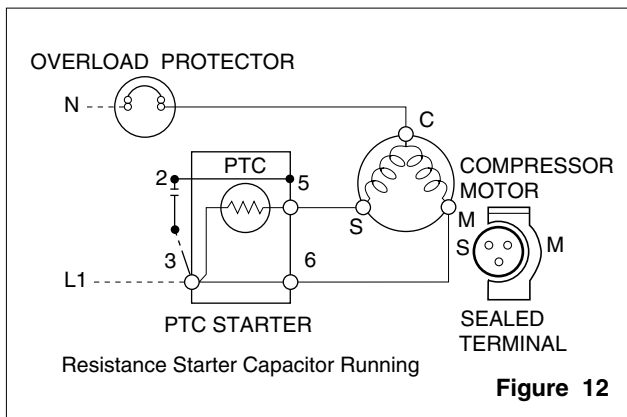 OVERLOAD PROTECTOR
N
C
PTC
2
5
COMPRESSOR
MOTOR
S
M
S
M
3
6
L1
PTC STARTER
SEALED
TERMINAL
Resistance Starter Capacitor Running
Figure 12